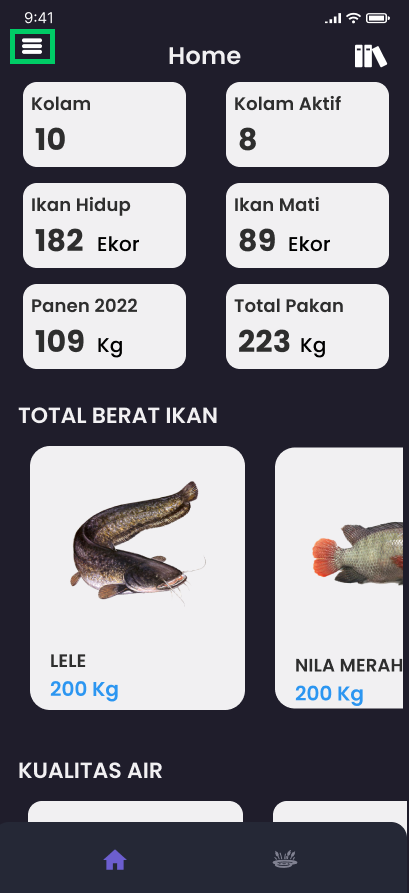 9:41
Home
Kolam
10
Kolam Aktif
8
Ikan Hidup
182 Ekor
Ikan Mati
89 Ekor
Panen 2022
109 Kg
Total Pakan
223 Kg
TOTAL BERAT IKAN
LELE
200 Kg
NILA MERAH
200 Kg
KUALITAS AIR